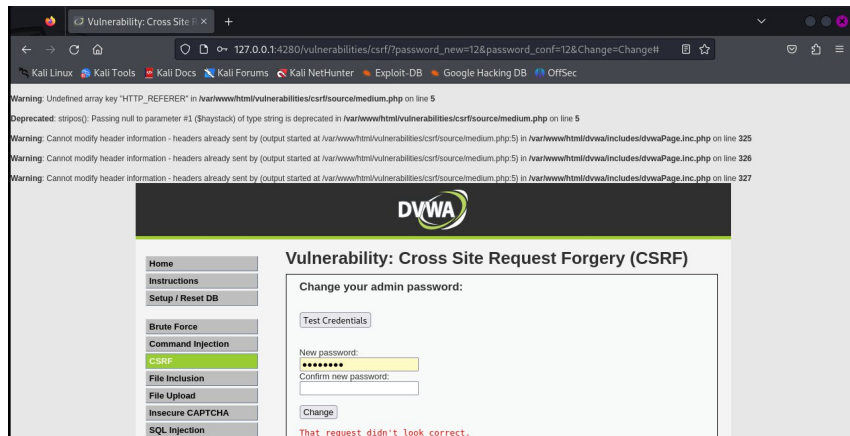 Vulnerability: Cross Site R
127.0.0.1:4280/vulnerabilities/csrf/?password_new=12&password_conf=12&Change=Change#
Kali Linux Kali Tools Kali Docs Kali Forums Kali NetHunter Exploit-DB Google Hacking DB OffSec
Warning: Undefined array key "HTTP_REFERER" in /var/www/html/vulnerabilities/csrf/source/medium.php on line 5
Deprecated: stripos(): Passing null to parameter #1 ($haystack) of type string is deprecated in /var/www/html/vulnerabilities/csrf/source/medium.php on line 5
Warning: Cannot modify header information - headers already sent by (output started at /var/www/html/vulnerabilities/csrf/source/medium.php:5) in /var/www/html/dvwa/includes/dvwaPage.inc.php on line 325
Warning: Cannot modify header information - headers already sent by (output started at /var/www/html/vulnerabilities/csrf/source/medium.php:5) in /var/www/html/dvwa/includes/dvwaPage.inc.php on line 326
Warning: Cannot modify header information - headers already sent by (output started at /var/www/html/vulnerabilities/csrf/source/medium.php:5) in /var/www/html/dvwa/includes/dvwaPage.inc.php on line 327
DVWA
Home
Instructions
Setup / Reset DB
Brute Force
Command Injection
CSRF
File Inclusion
File Upload
Insecure CAPTCHA
SQL Injection
Vulnerability: Cross Site Request Forgery (CSRF)
Change your admin password:
Test Credentials
New password:
••••••••
Confirm new password:
Change
That request didn't look correct.